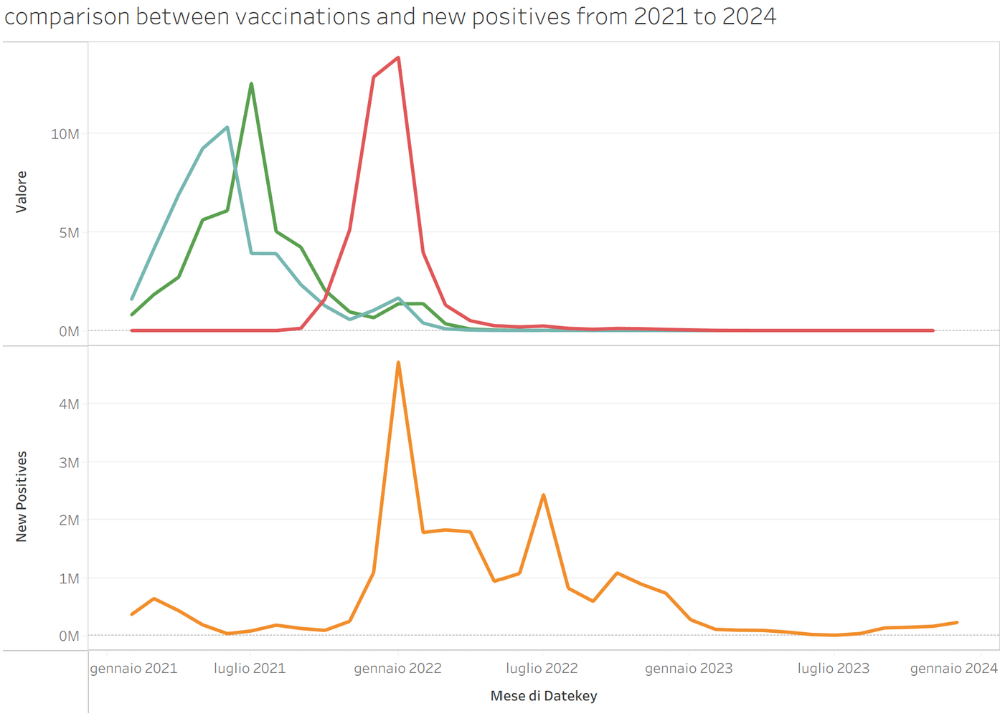 comparison between vaccinations and new positives from 2021 to 2024
Valore
10M
5M
0M
New Positives
4M
3M
2M
1M
0M
gennaio 2021 luglio 2021 gennaio 2022 luglio 2022 gennaio 2023 luglio 2023 gennaio 2024
Mese di Datekey